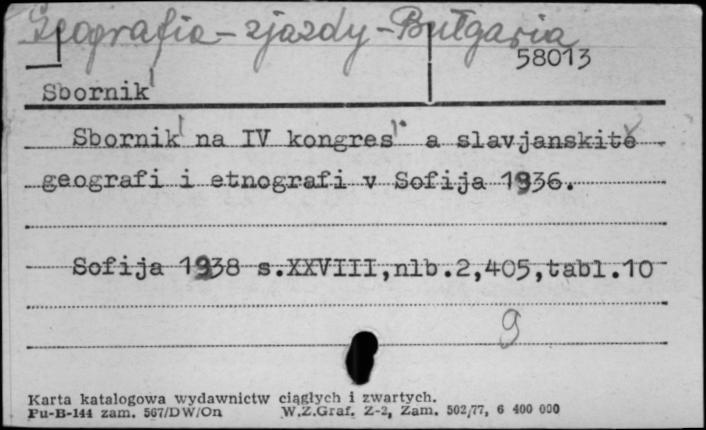 Geografia – zjazdy – Bułgaria
58013
Sbornik'
Sbornik' na IV kongres' a slavjanskite
geografi i etnografi v Sofija 1936.
Sofija 1938 s.XXVIII,nlb.2,405,tabl.10
9
Karta katalogowa wydawnictw ciągłych i zwartych.
Pu-B-144 zam. 567/DW/On W.Z.Graf. Z-2, Zam. 502/77, 6 400 000